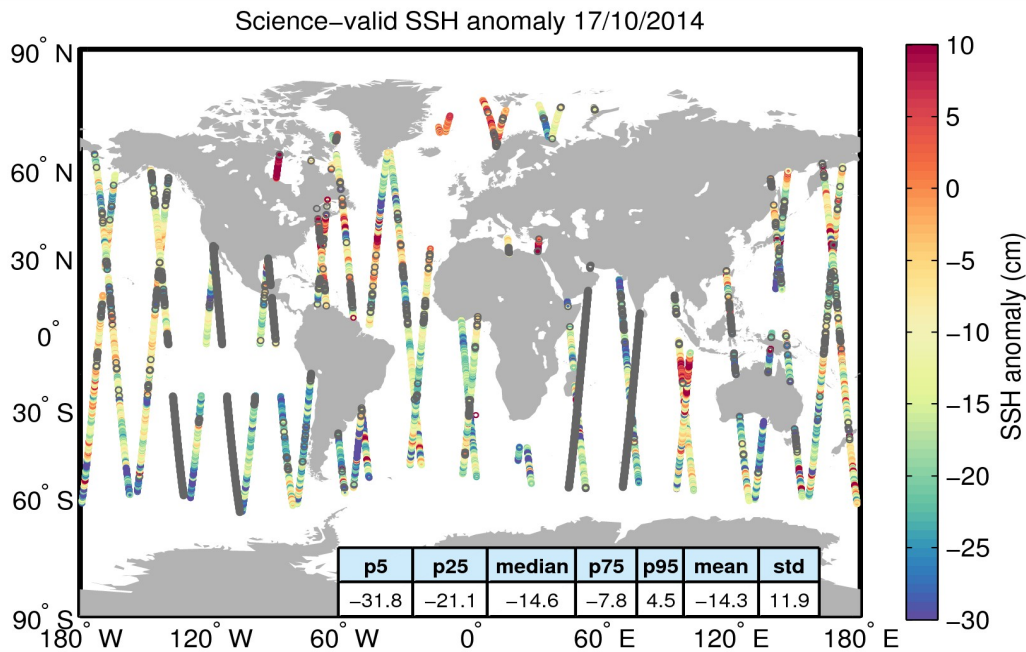 Science−valid SSH anomaly 17/10/2014
90° N
60° N
30° N
0°
30° S
60° S
90° S
180° W
120° W
60° W
0°
60° E
120° E
180° E
p5 p25 median p75 p95 mean std
−31.8 −21.1 −14.6 −7.8 4.5 −14.3 11.9
10
5
0
−5
−10
−15
−20
−25
−30
SSH anomaly (cm)